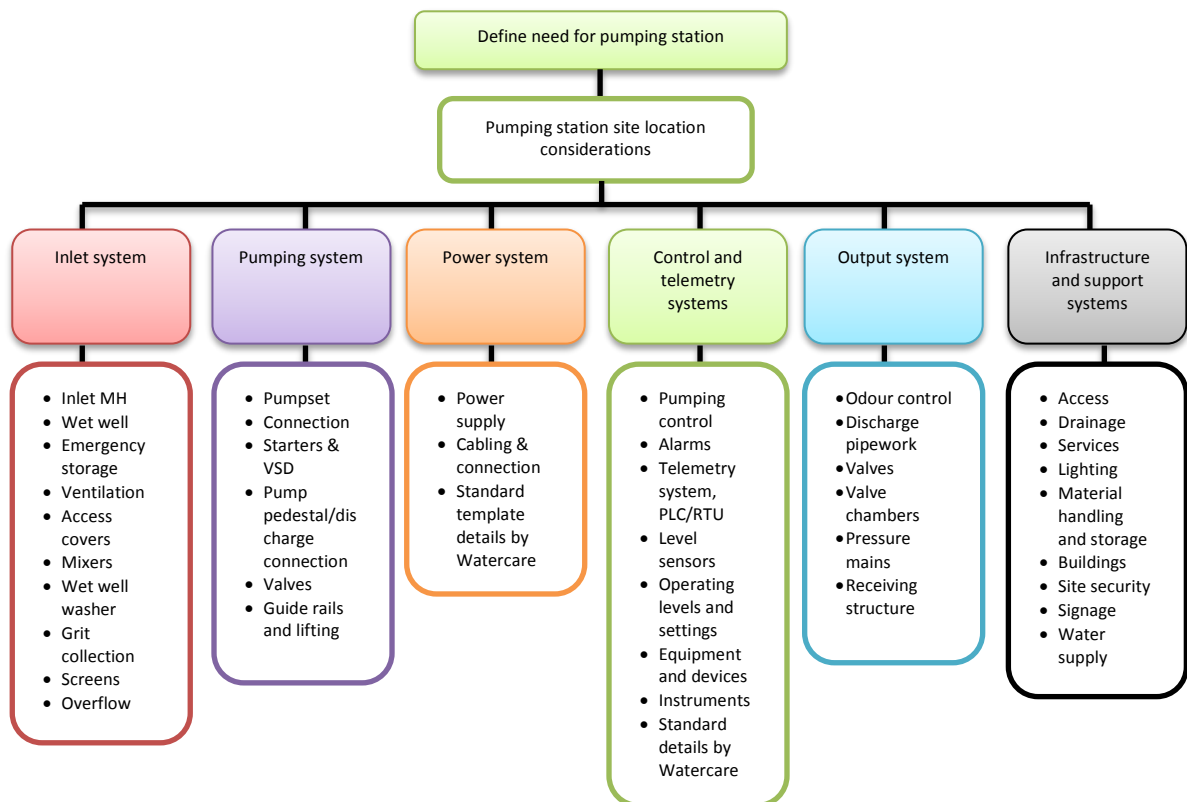 Define need for pumping station
Pumping station site location
considerations
Inlet system
Pumping system
Power system
Control and
telemetry
systems
Output system
Infrastructure
and support
systems
• Inlet MH
• Wet well
• Emergency
storage
• Ventilation
• Access
covers
• Mixers
• Wet well
washer
• Grit
collection
• Screens
• Overflow
• Pumpset
• Connection
• Starters &
VSD
• Pump
pedestal/dis
charge
connection
• Valves
• Guide rails
and lifting
• Power
supply
• Cabling &
connection
• Standard
template
details by
Watercare
• Pumping
control
• Alarms
• Telemetry
system,
PLC/RTU
• Level
sensors
• Operating
levels and
settings
• Equipment
and devices
• Instruments
• Standard
details by
Watercare
• Odour control
• Discharge
pipework
• Valves
• Valve
chambers
• Pressure
mains
• Receiving
structure
• Access
• Drainage
• Services
• Lighting
• Material
handling
and storage
• Buildings
• Site security
• Signage
• Water
supply